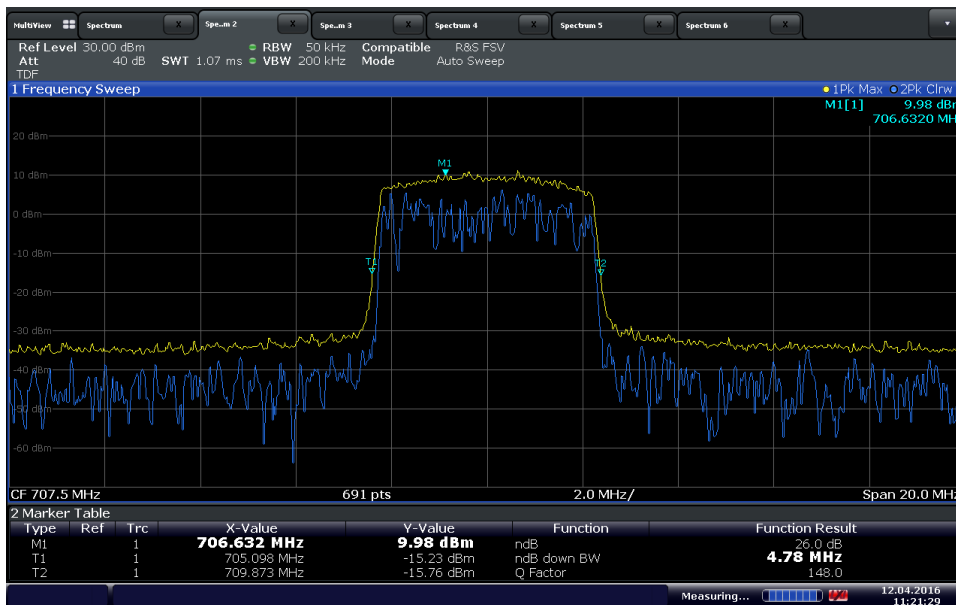 MultiView Spectrum X Spe..m 2 X Spe..m 3 X Spectrum 4 X Spectrum 5 X Spectrum 6 X
Ref Level 30.00 dBm RBW 50 kHz Compatible R&S FSV
Att 40 dB SWT 1.07 ms VBW 200 kHz Mode Auto Sweep
TDF
1 Frequency Sweep 1Pk Max 2Pk Clrw
M1[1] 9.98 dBm
706.6320 MH
20 dBm
M1
10 dBm
0 dBm
-10 dBm
T1 T2
-20 dBm
-30 dBm
-40 dBm
-50 dBm
-60 dBm
CF 707.5 MHz 691 pts 2.0 MHz/ Span 20.0 MHz
2 Marker Table
Type Ref Trc X-Value Y-Value Function Function Result
M1 1 706.632 MHz 9.98 dBm ndB 26.0 dB
T1 1 705.098 MHz -15.23 dBm ndB down BW 4.78 MHz
T2 1 709.873 MHz -15.76 dBm Q Factor 148.0
Measuring... 12.04.2016
11:21:29